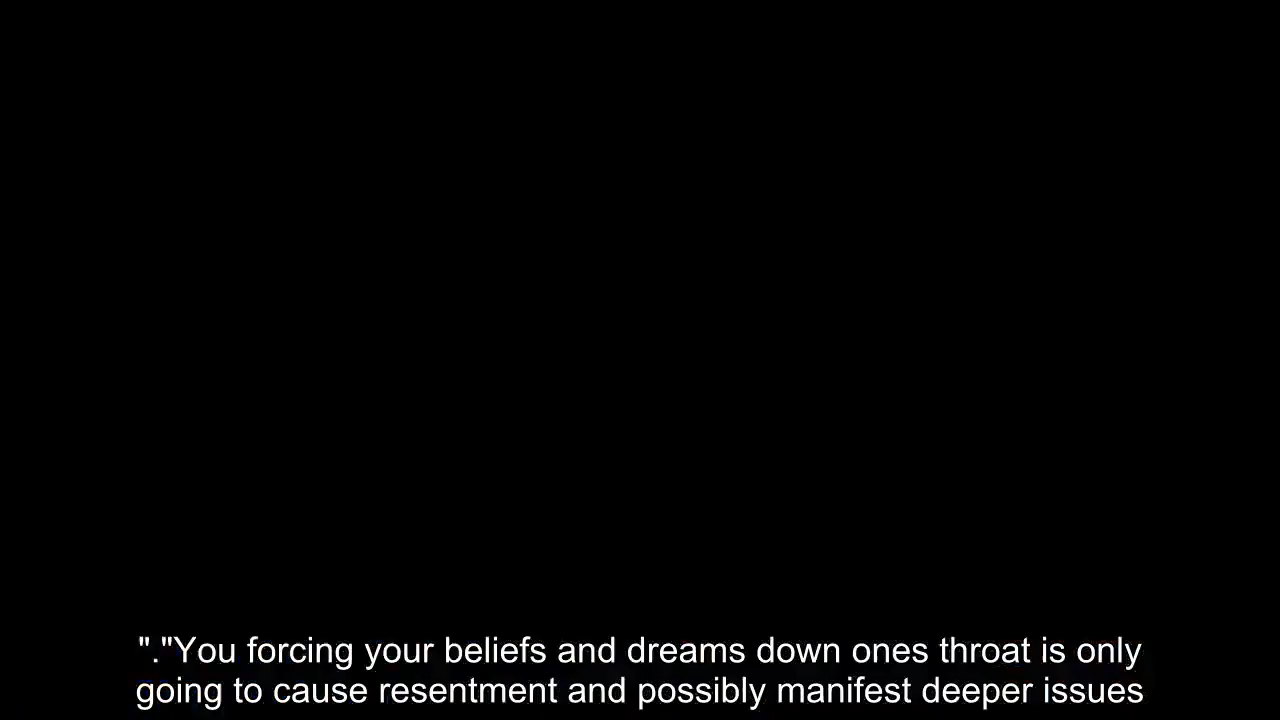 "."You forcing your beliefs and dreams down ones throat is only
going to cause resentment and possibly manifest deeper issues